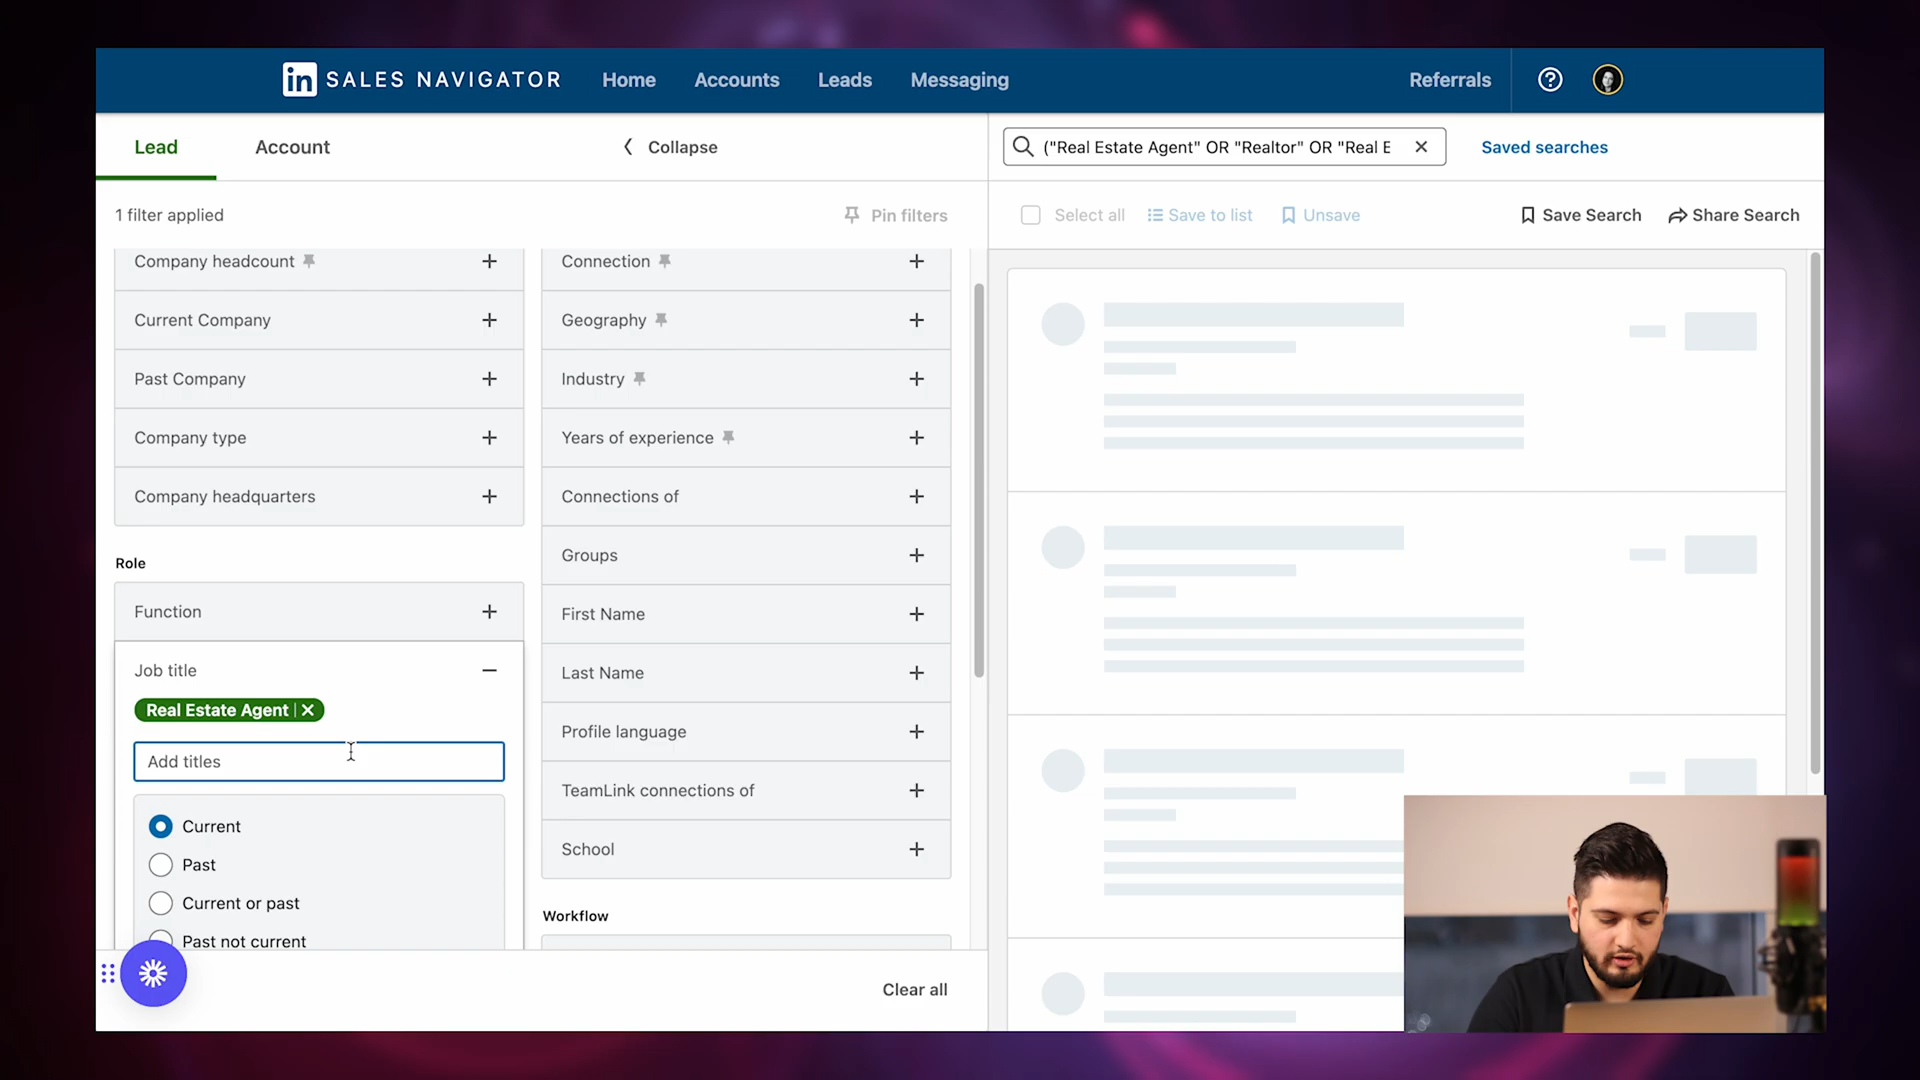 in SALES NAVIGATOR
Home
Accounts
Leads
Messaging
Referrals
Lead
Account
Collapse
("Real Estate Agent" OR "Realtor" OR "Real E
Saved searches
1 filter applied
Pin filters
Select all
Save to list
Unsave
Save Search
Share Search
Company headcount
Current Company
Past Company
Company type
Company headquarters
Role
Function
Job title
Real Estate Agent
Add titles
Current
Past
Current or past
Past not current
Connection
Geography
Industry
Years of experience
Connections of
Groups
First Name
Last Name
Profile language
TeamLink connections of
School
Workflow
Clear all